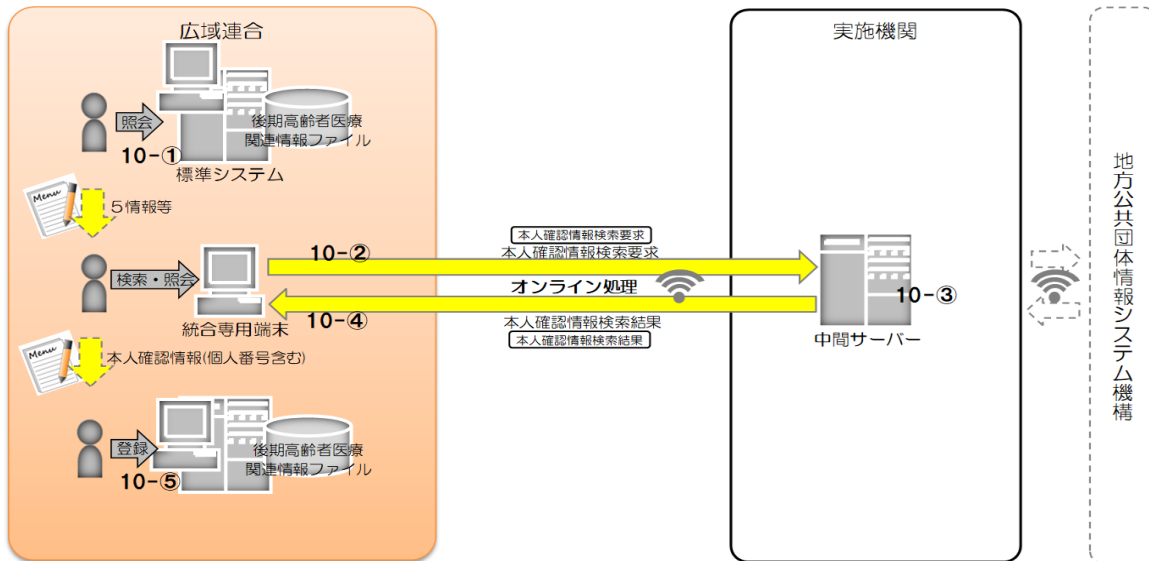 広域連合
照会
10-①
後期高齢者医療
関連情報ファイル
標準システム
Menu
5情報等
検索・照会
統合専用端末
10-②
本人確認情報検索要求
本人確認情報検索要求
オンライン処理
10-④
本人確認情報検索結果
本人確認情報検索結果
Menu
本人確認情報(個人番号含む)
登録
10-⑤
後期高齢者医療
関連情報ファイル
実施機関
10-③
中間サーバー
地方公共団体情報システム機構